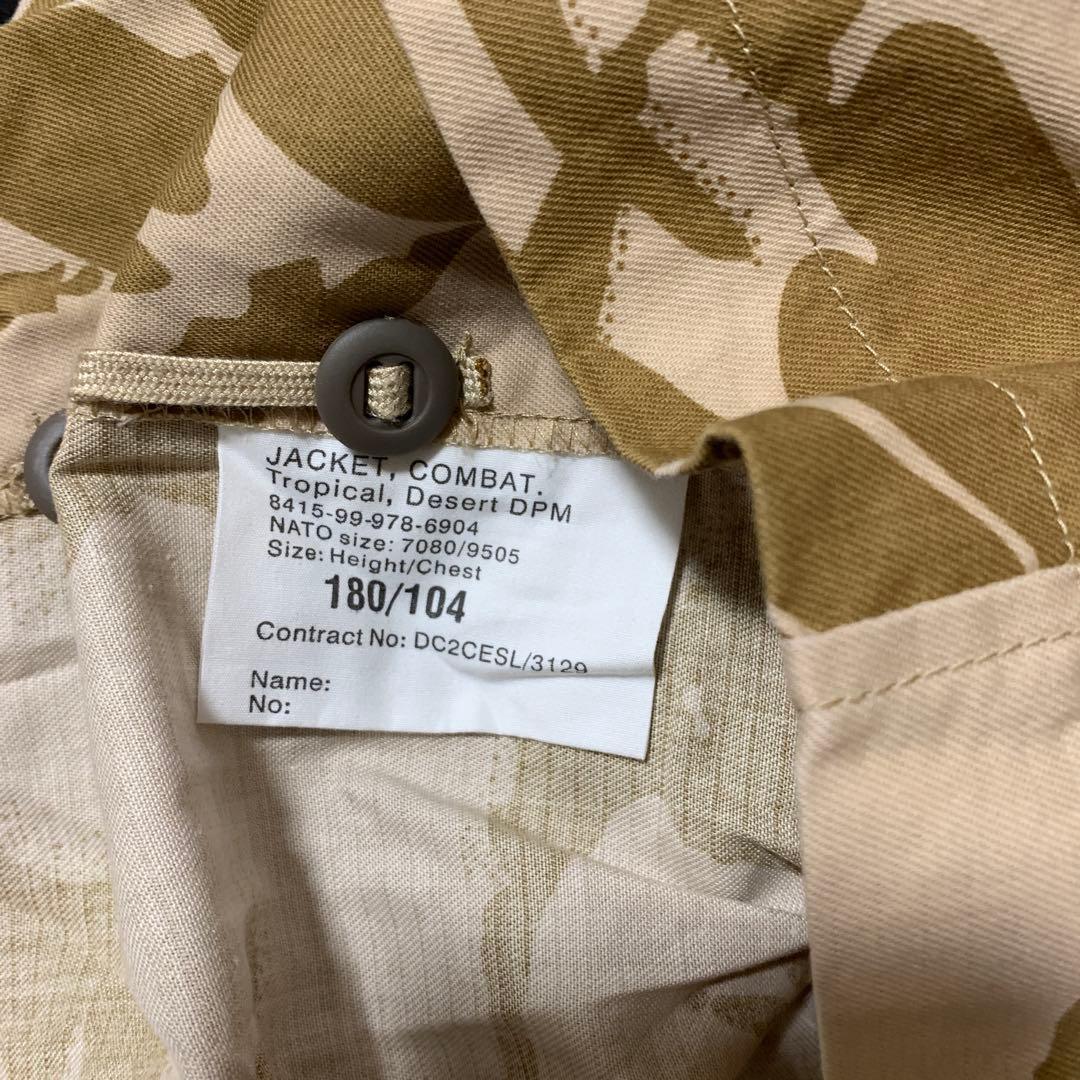 JACKET, COMBAT.
Tropical, Desert DPM
8415-99-978-6904
NATO size: 7080/9505
Size: Height/Chest
180/104
Contract No: DC2CESL/3129
Name:
No: